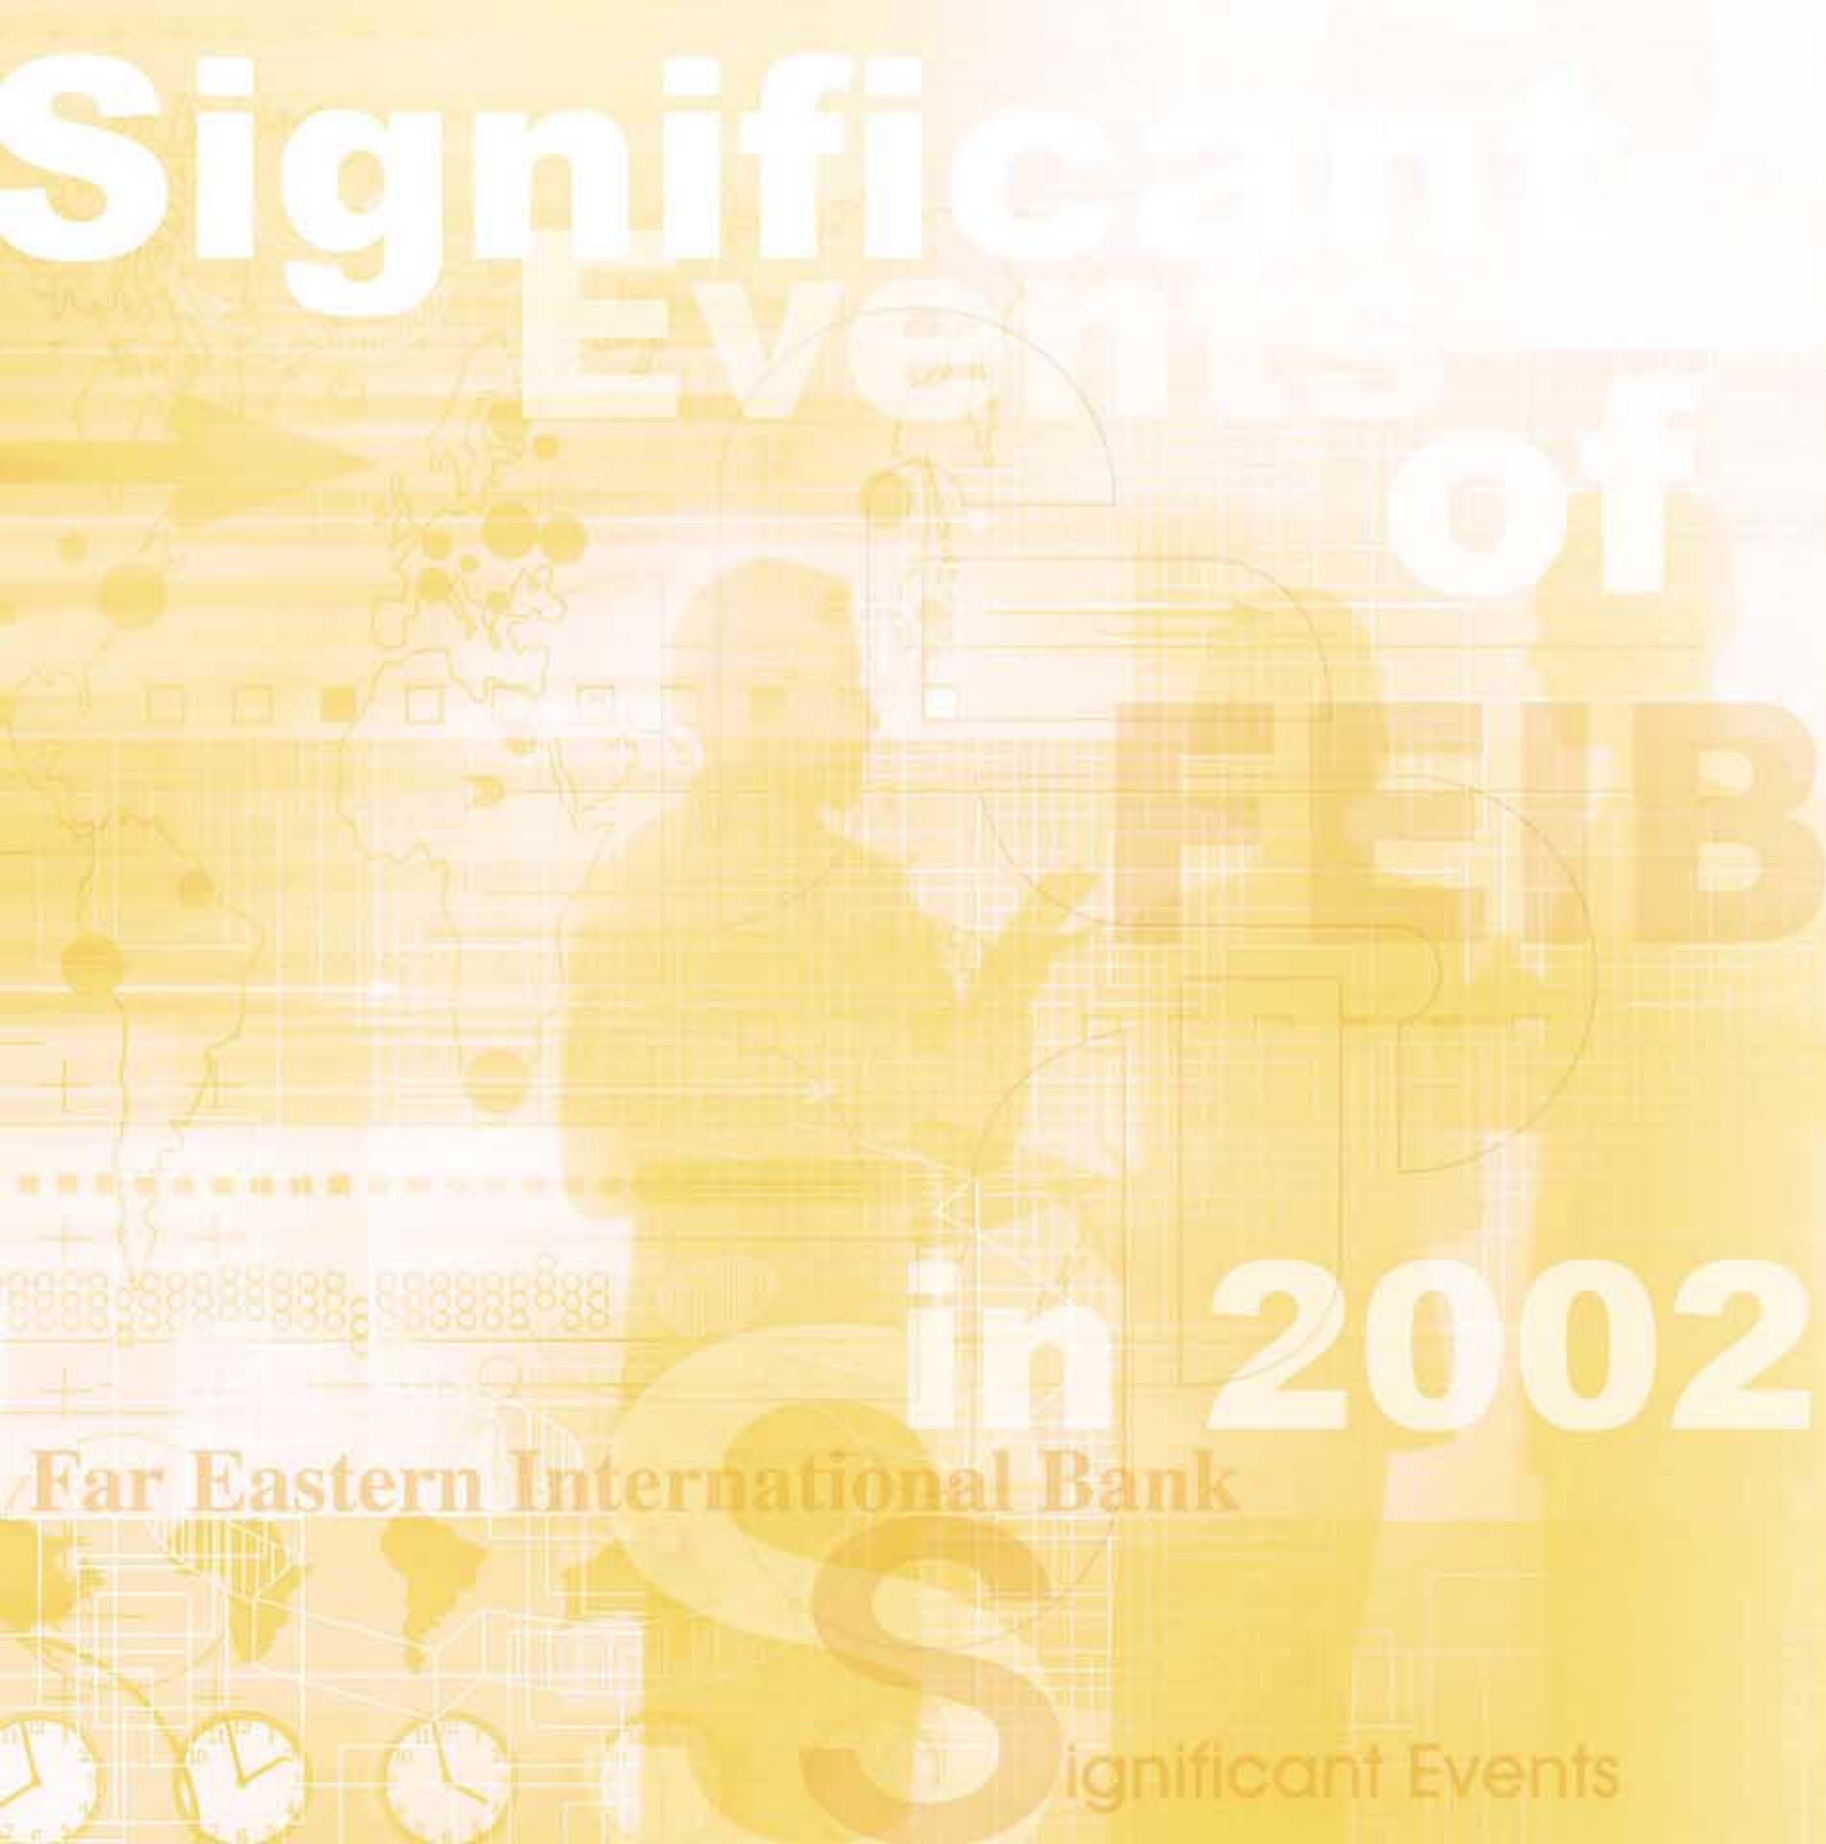 Significant
Events
of
FEIB
in 2002
Far Eastern International Bank
Significant Events